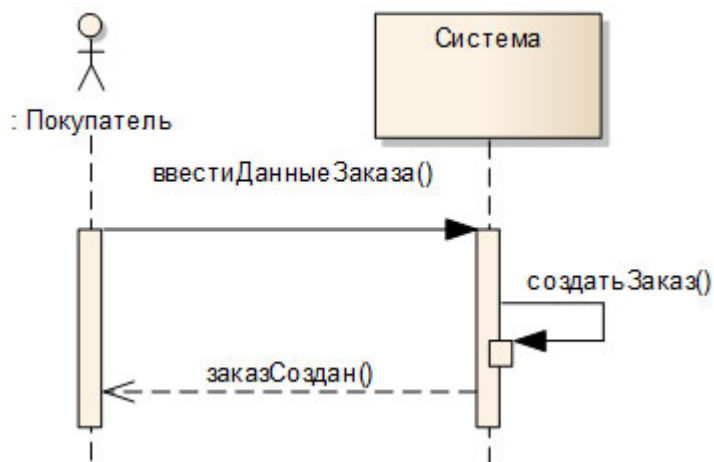 Система
: Покупатель
ввестиДанныеЗаказа()
создатьЗаказ()
заказСоздан()